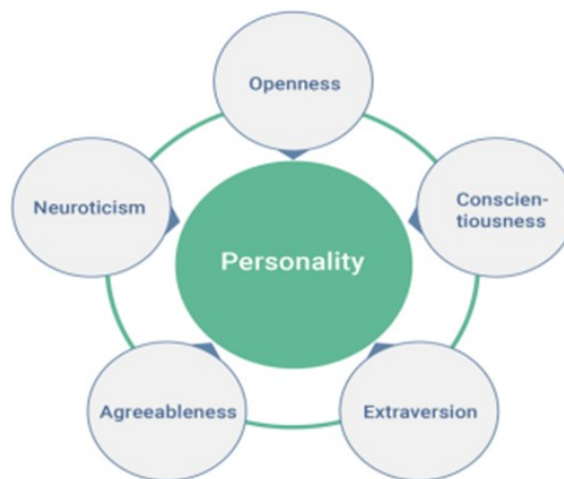 Openness
Conscien-
tiousness
Extraversion
Agreeableness
Neuroticism
Personality